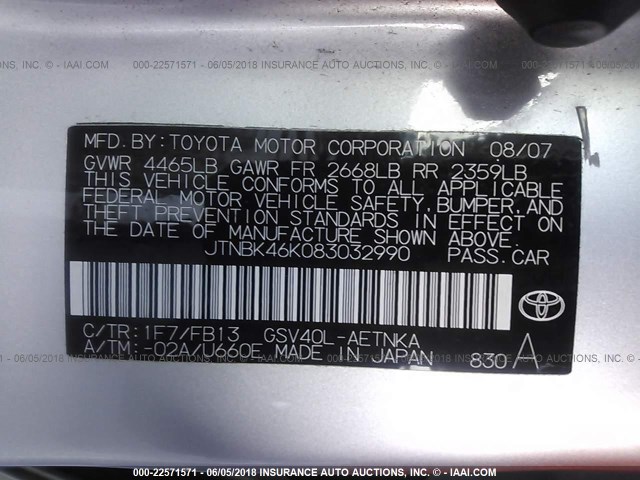 000-22571571 - 06/05/2018 INSURANCE AUTO AUCTIONS, INC. - © IAAI.COM
MFD. BY: TOYOTA MOTOR CORPORATION 08/07
GVWR 4465LB GAWR FR 2668LB RR 2359LB
THIS VEHICLE CONFORMS TO ALL APPLICABLE
FEDERAL MOTOR VEHICLE SAFETY, BUMPER, AND
THEFT PREVENTION STANDARDS IN EFFECT ON
THE DATE OF MANUFACTURE SHOWN ABOVE.
JTNBK46K083032990 PASS. CAR
C/TR: 1F7/FB13 GSV40L-AETNKA
A/TM: -02A/U660E MADE IN JAPAN 830 A
000-22571571 - 06/05/2018 INSURANCE AUTO AUCTIONS, INC. - © IAAI.COM